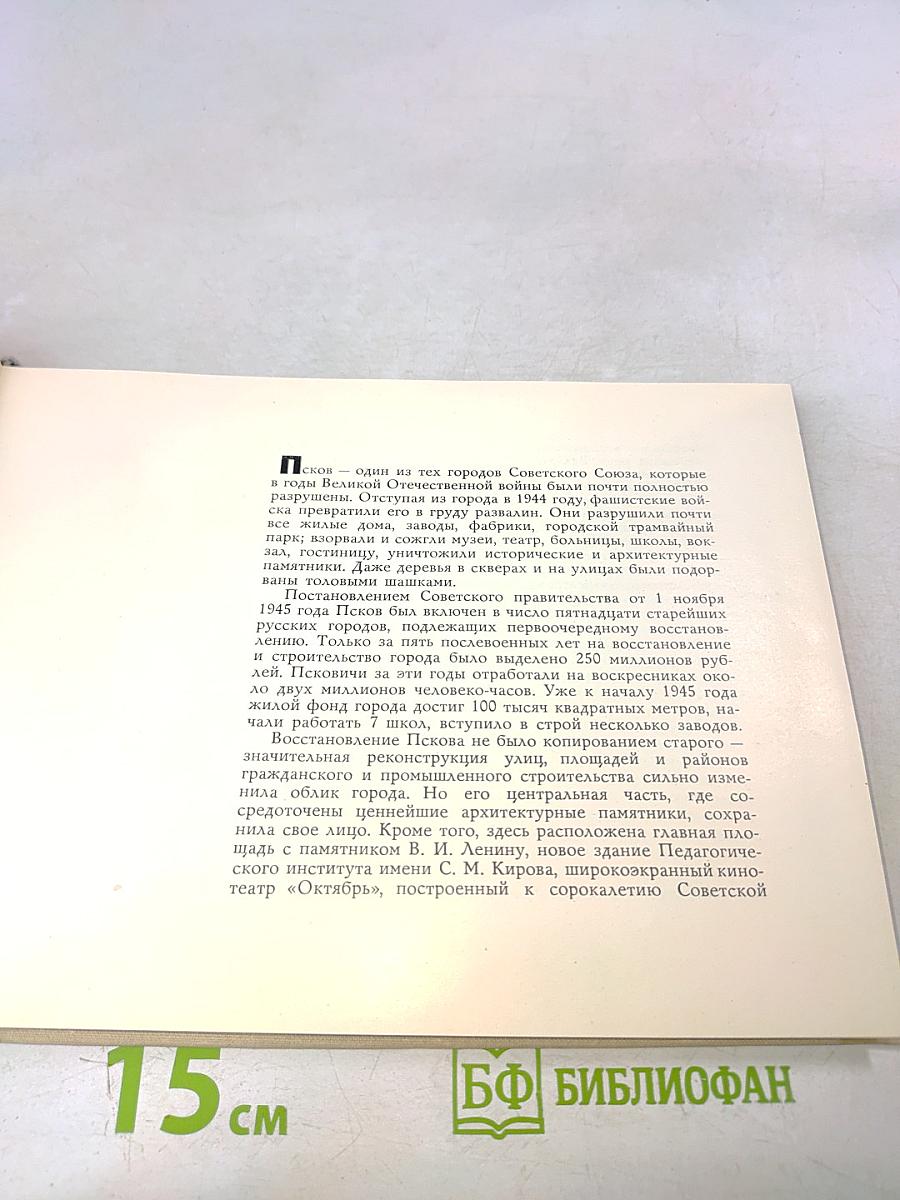 Псков — один из тех городов Советского Союза, которые
в годы Великой Отечественной войны были почти полностью
разрушены. Отступая из города в 1944 году, фашистские вой-
ска превратили его в груду развалин. Они разрушили почти
все жилые дома, заводы, фабрики, городской трамвайный
парк; взорвали и сожгли музеи, театр, больницы, школы, вок-
зал, гостиницу, уничтожили исторические и архитектурные
памятники. Даже деревья в скверах и на улицах были подор-
ваны толовыми шашками.
Постановлением Советского правительства от 1 ноября
1945 года Псков был включен в число пятнадцати старейших
русских городов, подлежащих первоочередному восстанов-
лению. Только за пять послевоенных лет на восстановление
и строительство города было выделено 250 миллионов руб-
лей. Псковичи за эти годы отработали на воскресниках око-
ло двух миллионов человеко-часов. Уже к началу 1945 года
жилой фонд города достиг 100 тысяч квадратных метров, на-
чали работать 7 школ, вступило в строй несколько заводов.
Восстановление Пскова не было копированием старого —
значительная реконструкция улиц, площадей и районов
гражданского и промышленного строительства сильно изме-
нила облик города. Но его центральная часть, где со-
средоточены ценнейшие архитектурные памятники, сохра-
нила свое лицо. Кроме того, здесь расположена главная пло-
щадь с памятником В. И. Ленину, новое здание Педагогиче-
ского института имени С. М. Кирова, широкоэкранный кино-
театр «Октябрь», построенный к сорокалетию Советской
15 см
БФ БИБЛИОФАН